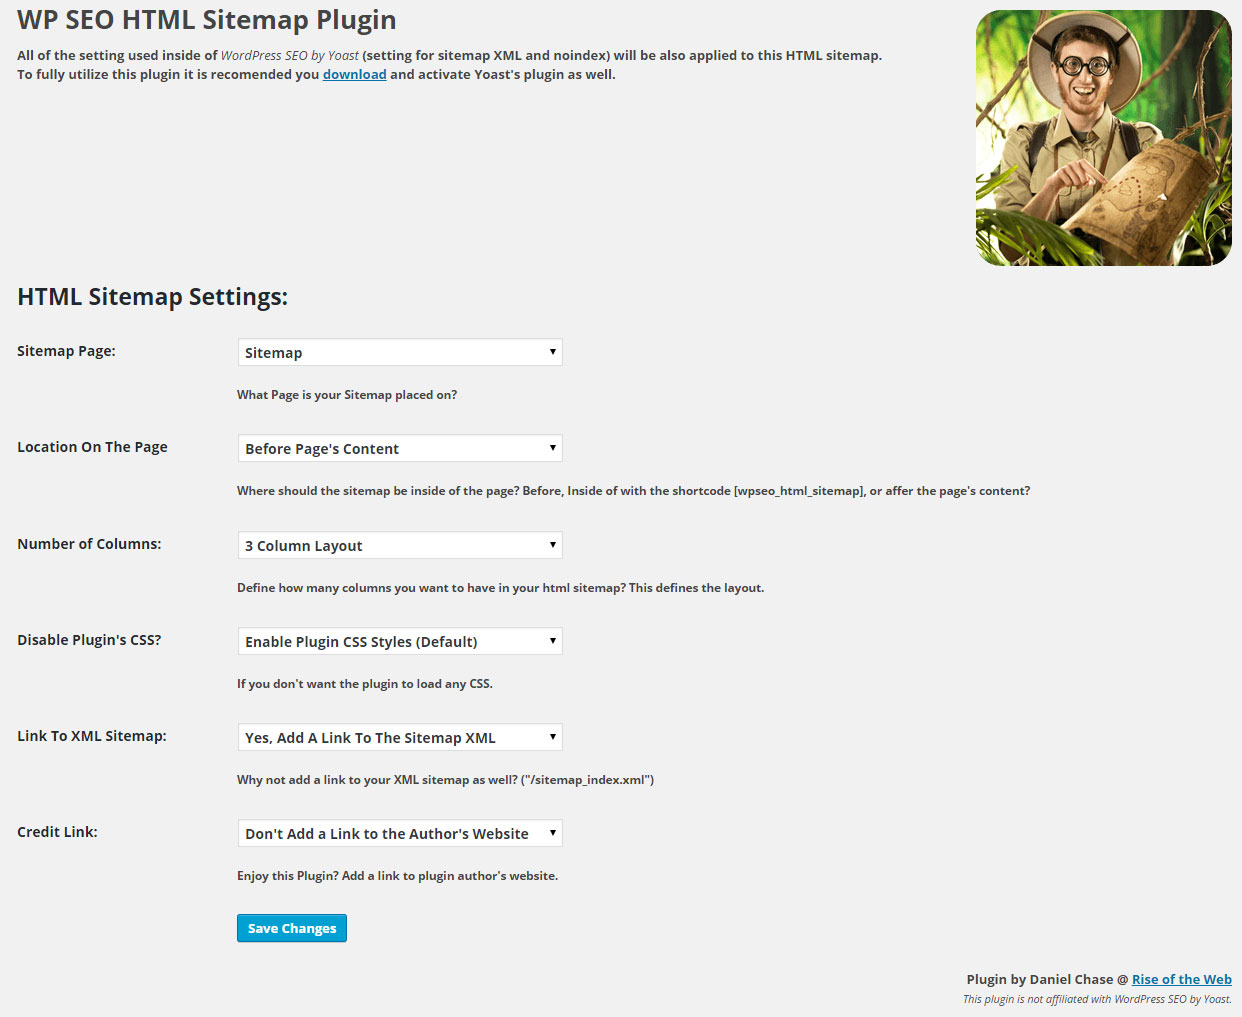 WP SEO HTML Sitemap Plugin
All of the setting used inside of WordPress SEO by Yoast (setting for sitemap XML and noindex) will be also applied to this HTML sitemap.
To fully utilize this plugin it is recomended you download and activate Yoast's plugin as well.
HTML Sitemap Settings:
Sitemap Page:
Sitemap
What Page is your Sitemap placed on?
Location On The Page
Before Page's Content
Where should the sitemap be inside of the page? Before, Inside of with the shortcode [wpseo_html_sitemap], or affer the page's content?
Number of Columns:
3 Column Layout
Define how many columns you want to have in your html sitemap? This defines the layout.
Disable Plugin's CSS?
Enable Plugin CSS Styles (Default)
If you don't want the plugin to load any CSS.
Link To XML Sitemap:
Yes, Add A Link To The Sitemap XML
Why not add a link to your XML sitemap as well? ("/sitemap_index.xml")
Credit Link:
Don't Add a Link to the Author's Website
Enjoy this Plugin? Add a link to plugin author's website.
Save Changes
Plugin by Daniel Chase @ Rise of the Web
This plugin is not affiliated with WordPress SEO by Yoast.